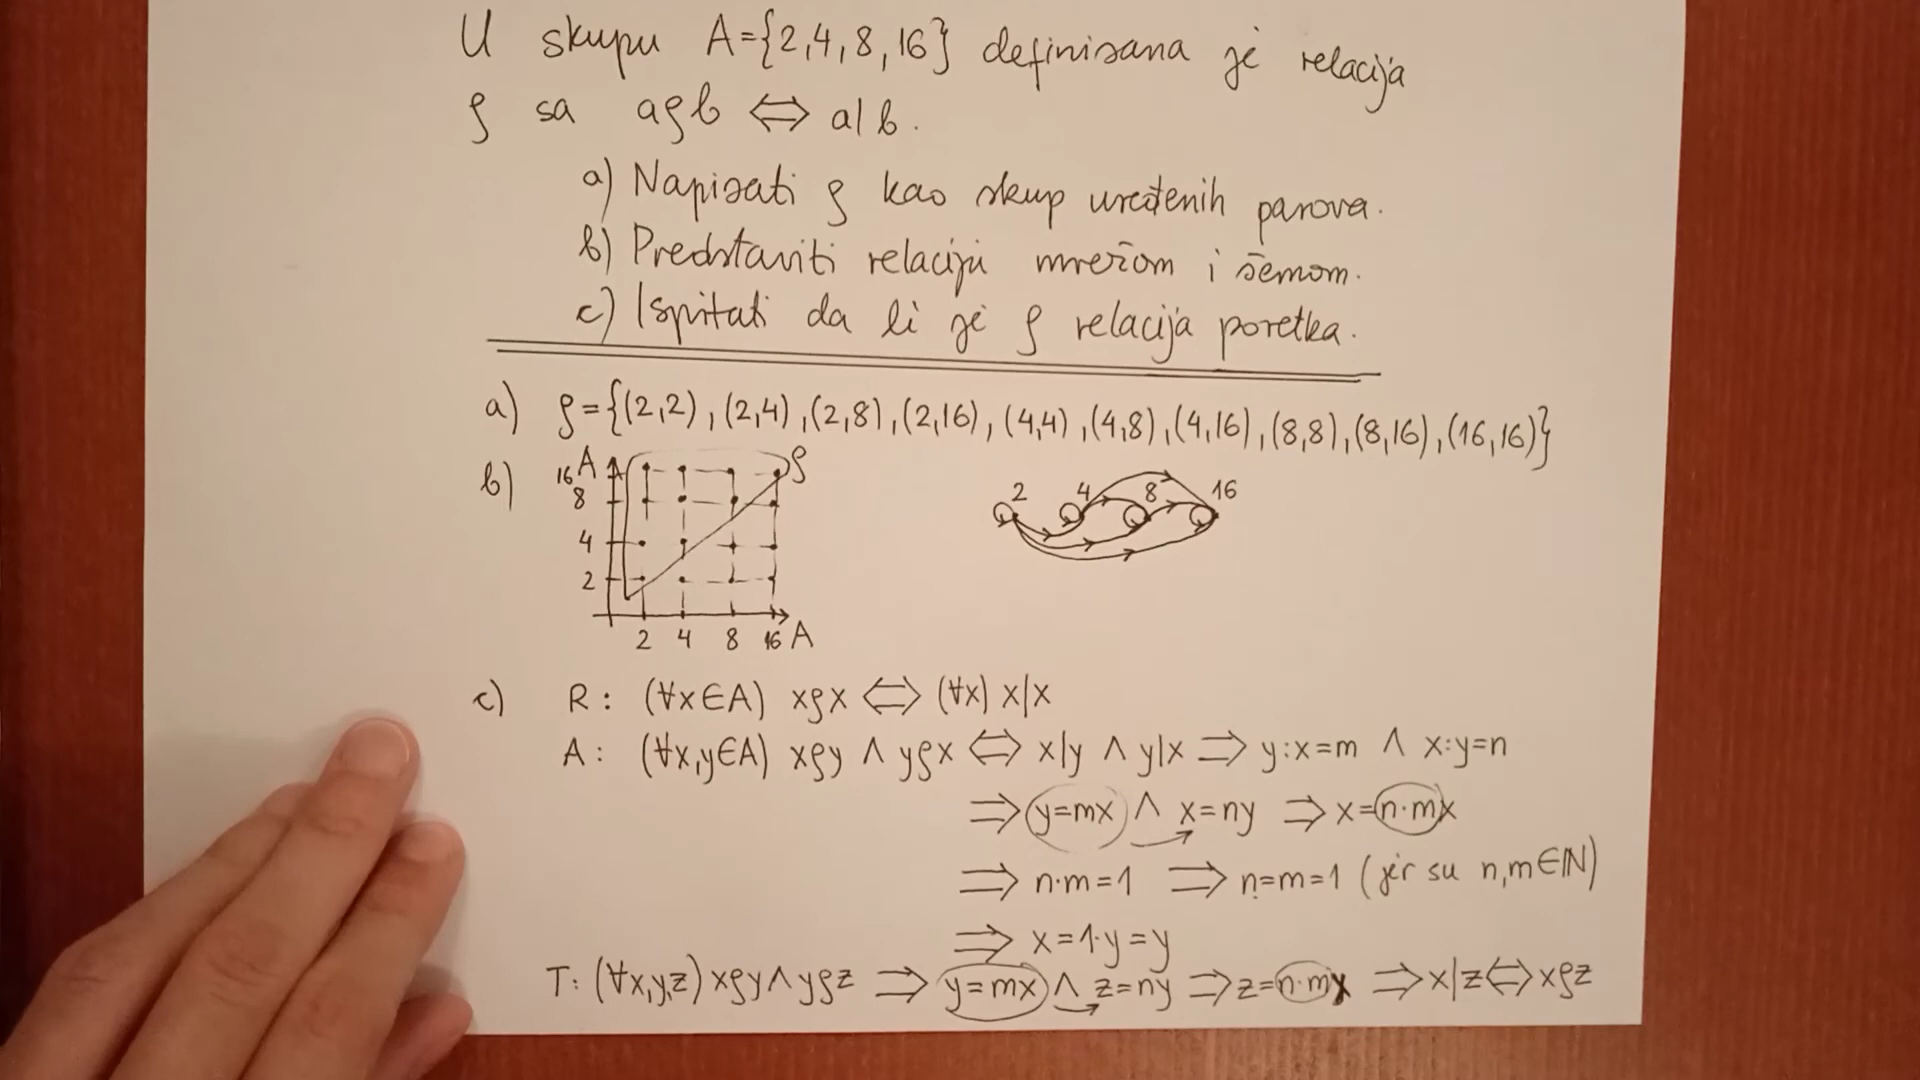 U skupu A={2,4,8,16} definisana je relacija
ρ sa aρb ⇔ a|b.
a) Napisati ρ kao skup uređenih parova.
b) Predstaviti relaciju mrežom i šemom.
c) Ispitati da li je ρ relacija poretka.
a) ρ={(2,2),(2,4),(2,8),(2,16),(4,4),(4,8),(4,16),(8,8),(8,16),(16,16)}
b) 16 A ρ
8
4
2
2 4 8 16 A
2 4 8 16
c) R: (∀x∈A) xρx ⇔ (∀x) x|x
A: (∀x,y∈A) xρy ∧ yρx ⇔ x|y ∧ y|x ⇒ y:x=m ∧ x:y=n
⇒ y=mx ∧ x=ny ⇒ x=n·mx
⇒ n·m=1 ⇒ n=m=1 (jer su n,m∈ℕ)
⇒ x=1·y=y
T: (∀x,y,z) xρy ∧ yρz ⇒ y=mx ∧ z=ny ⇒ z=n·mx ⇒ x|z ⇔ xρz